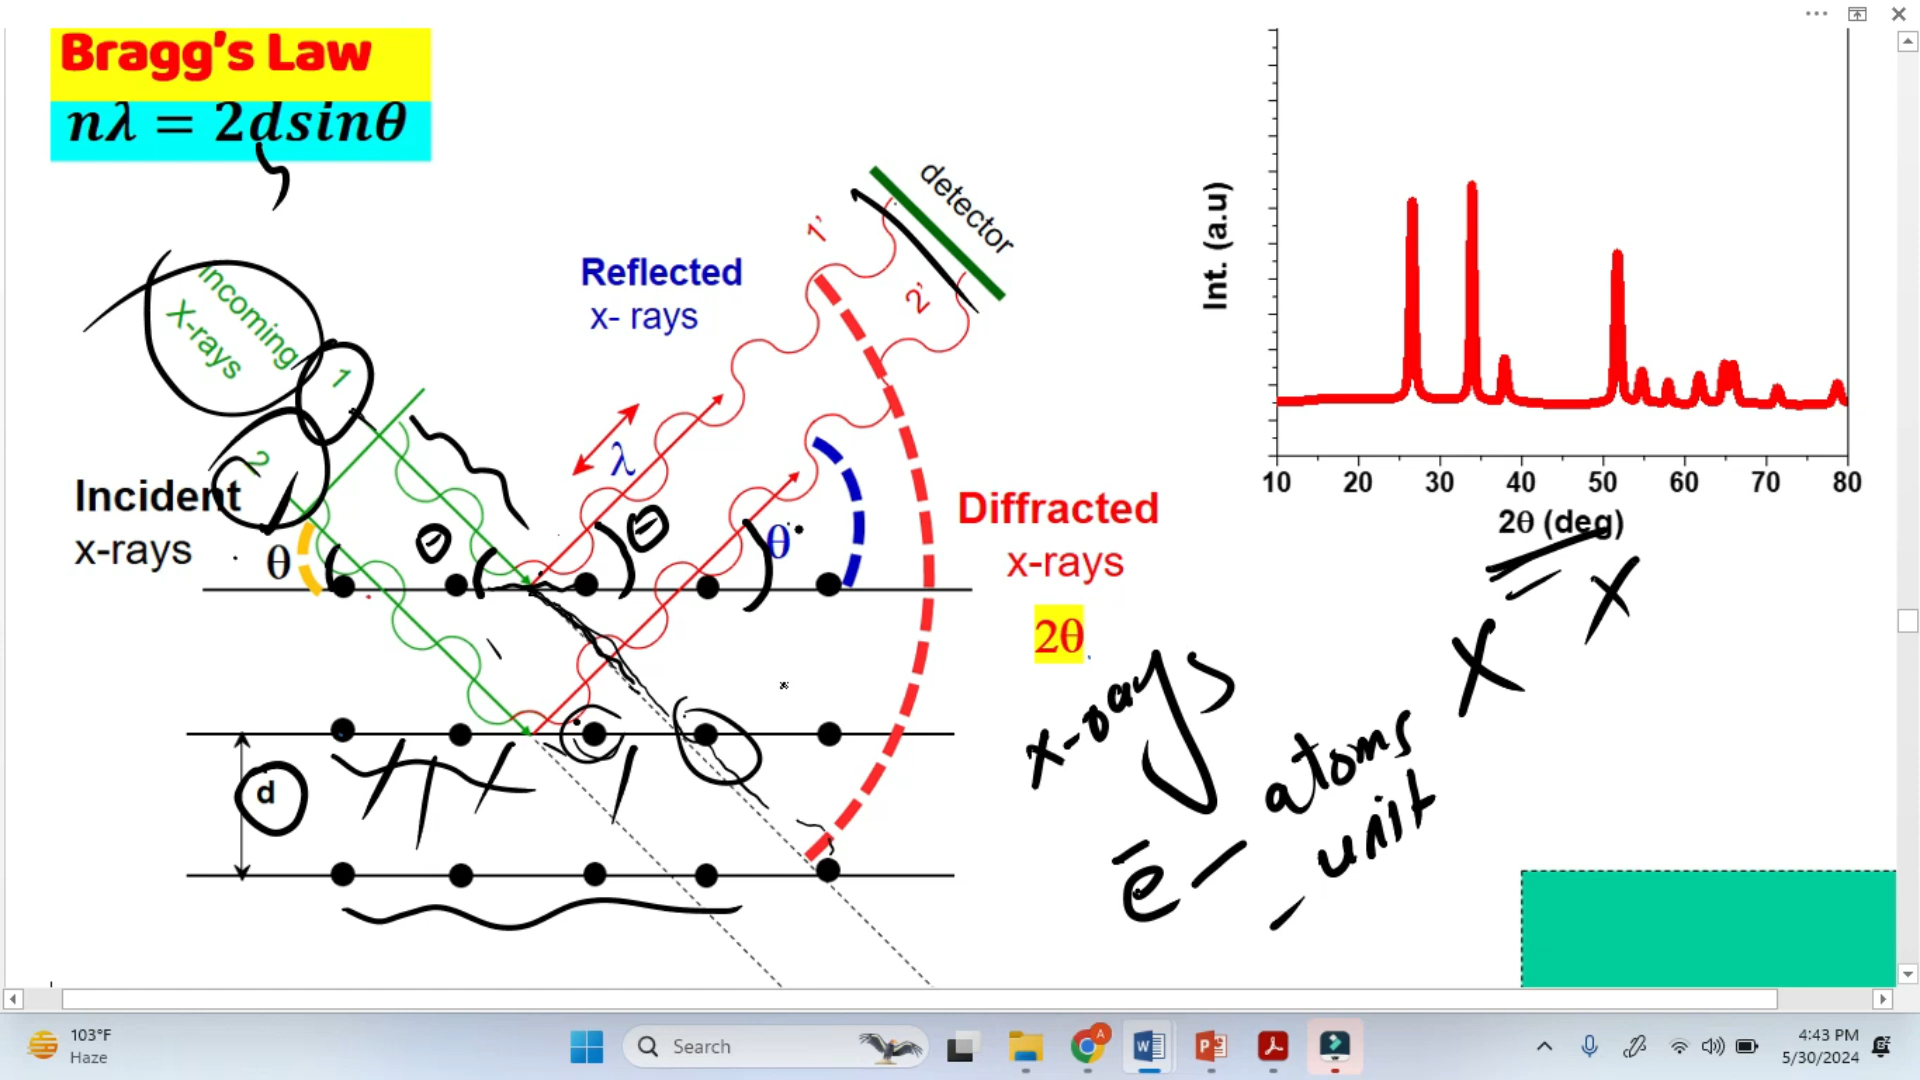 Bragg's Law
nλ = 2dsinθ
Incoming
X-rays
1
2
Incident
x-rays
θ
θ
θ
Reflected
x- rays
λ
1'
2'
detector
θ
Diffracted
x-rays
2θ
d
Int. (a.u)
10 20 30 40 50 60 70 80
2θ (deg)
x-rays
X X
e̅ - atoms
- unit
103°F
Haze
Search
A
4:43 PM
5/30/2024